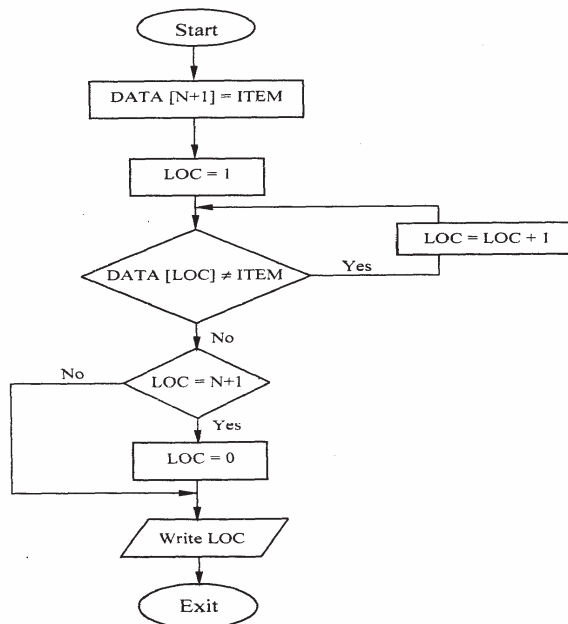 Start
DATA [N+1] = ITEM
LOC = 1
LOC = LOC + 1
DATA [LOC] ≠ ITEM
Yes
No
No
LOC = N+1
Yes
LOC = 0
Write LOC
Exit